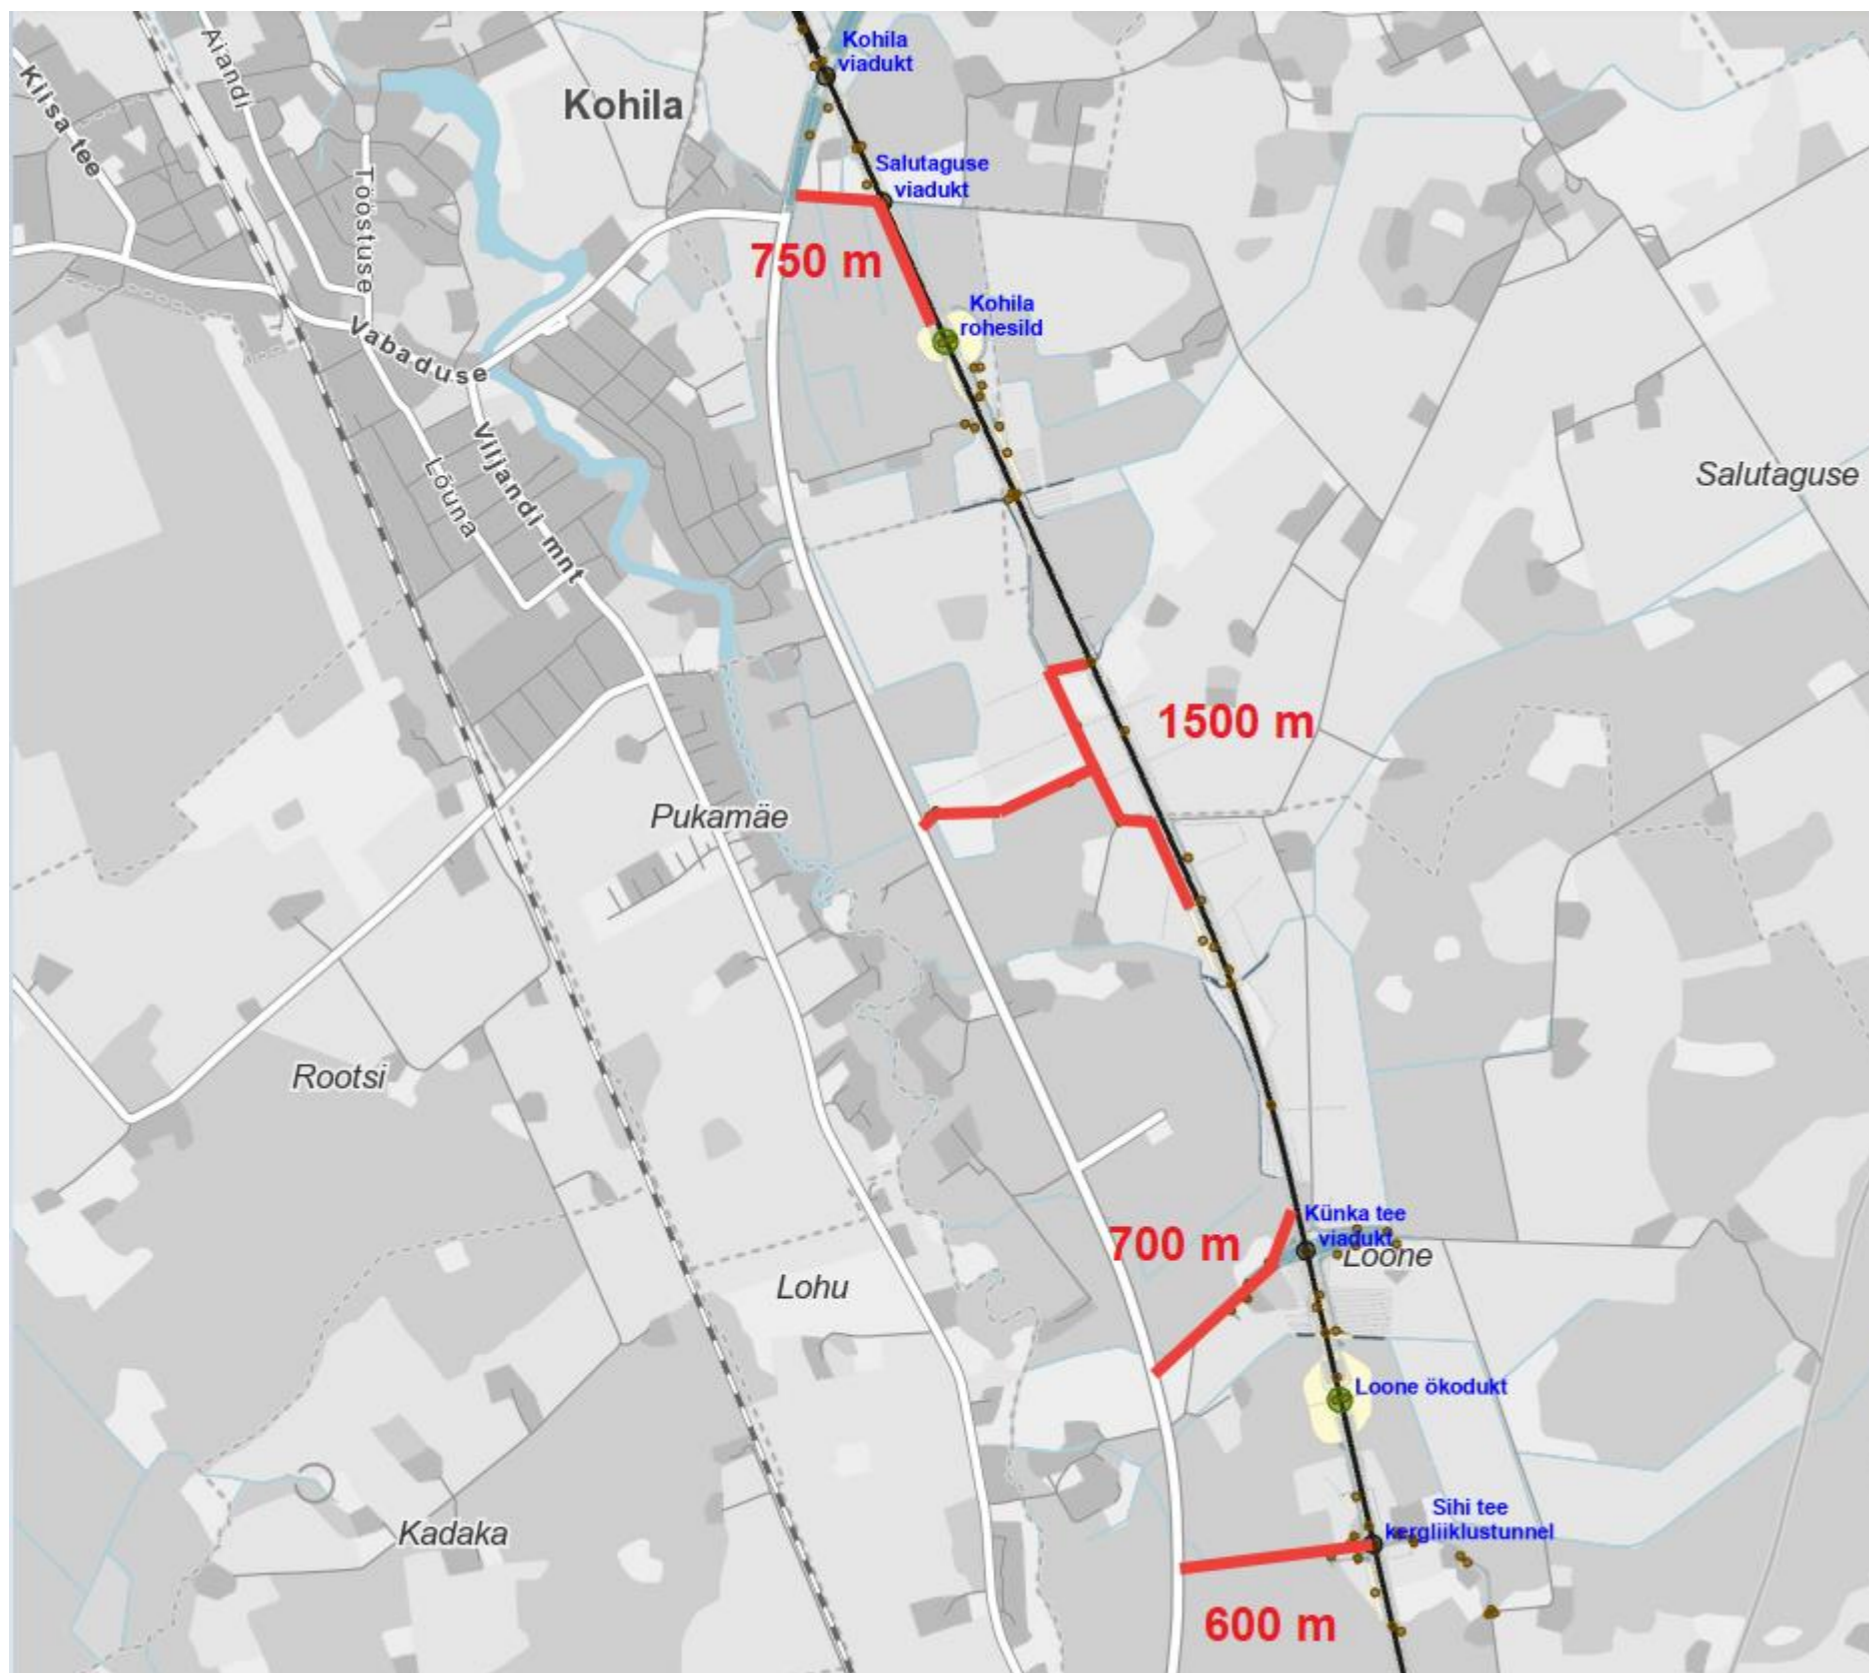 Kiisa tee
Aiandi
Tööstuse
Kohila
Kohila
viadukt
Salutaguse
viadukt
750 m
Kohila
rohesild
Vabaduse
Viljandi mnt
Lõuna
Salutaguse
1500 m
Pukamäe
Rootsi
Künka tee
viadukt
Loone
700 m
Lohu
Loone ökodukt
Sihi tee
kergliiklustunnel
Kadaka
600 m